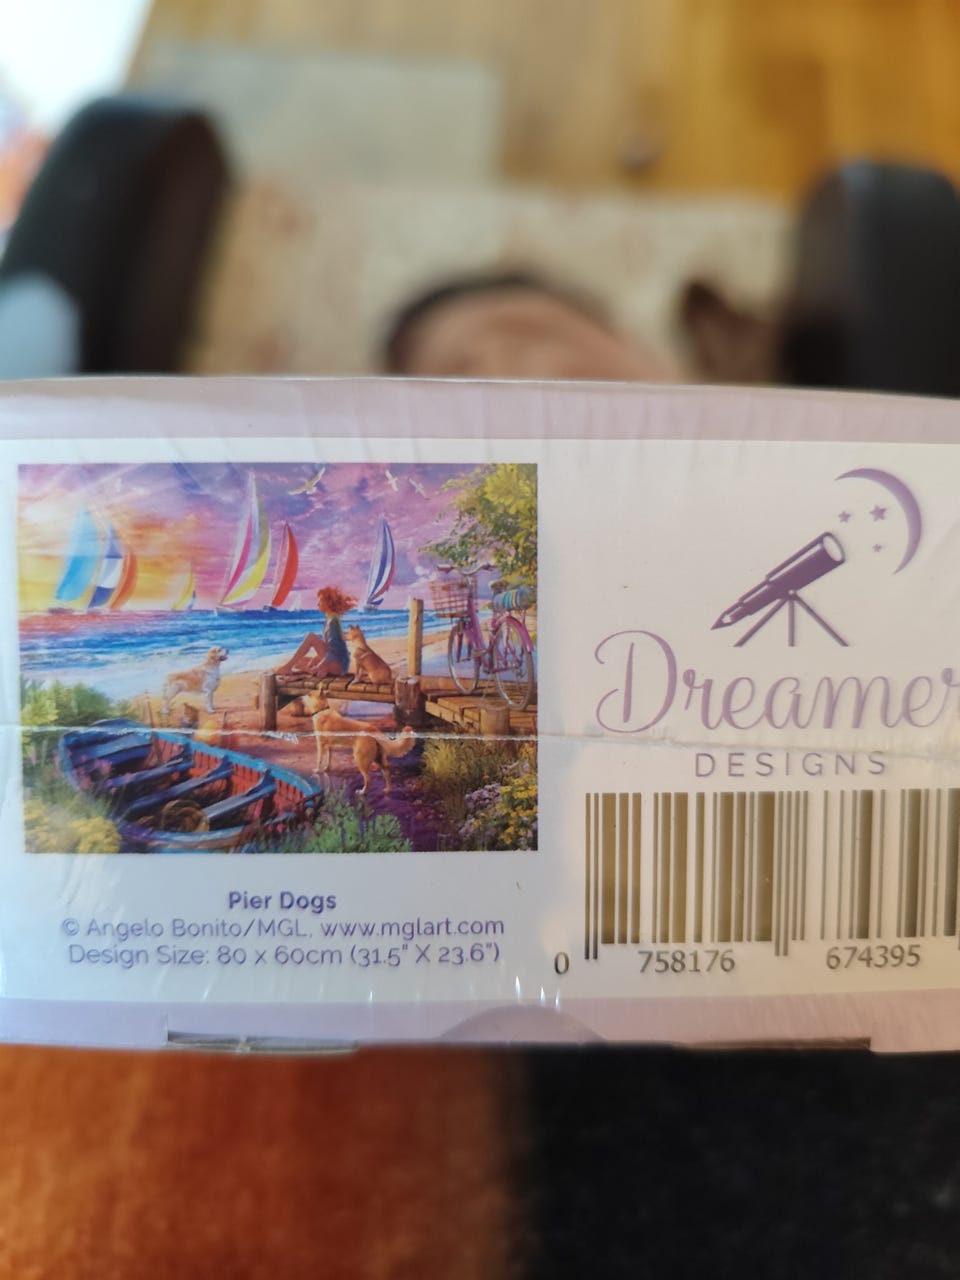 Dreamer
DESIGNS
Pier Dogs
© Angelo Bonito/MGL, www.mglart.com
Design Size: 80 x 60cm (31.5" X 23.6")
0 758176 674395